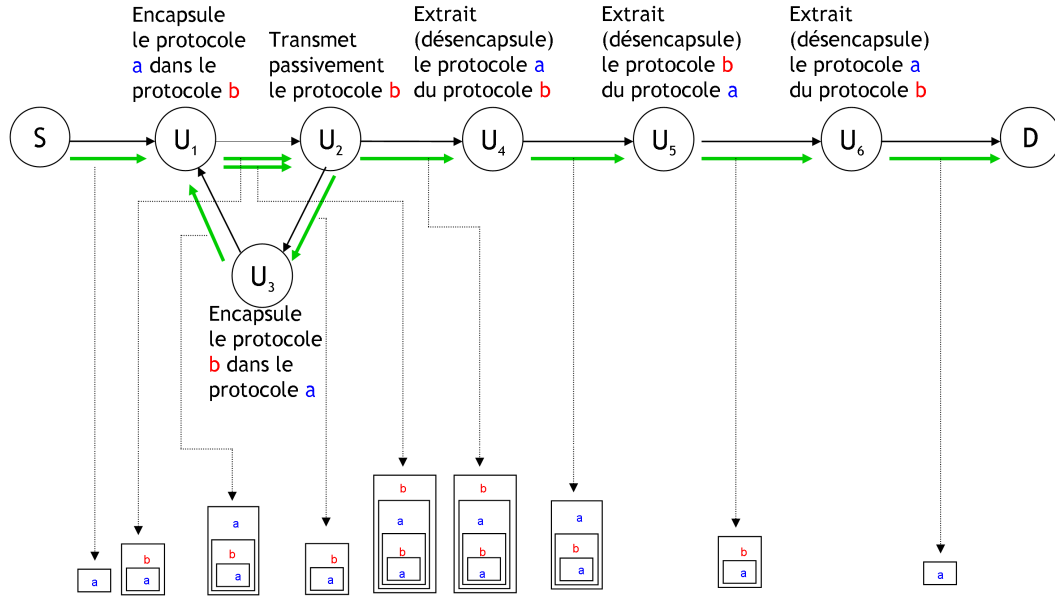 Encapsule
le protocole
a dans le
protocole b
Transmet
passivement
le protocole b
Extrait
(désencapsule)
le protocole a
du protocole b
Extrait
(désencapsule)
le protocole b
du protocole a
Extrait
(désencapsule)
le protocole a
du protocole b
S
U1
U2
U4
U5
U6
D
U3
Encapsule
le protocole
b dans le
protocole a
a
b
a
a
b
a
b
a
b
a
b
a
b
a
b
a
a
b
a
b
a
a